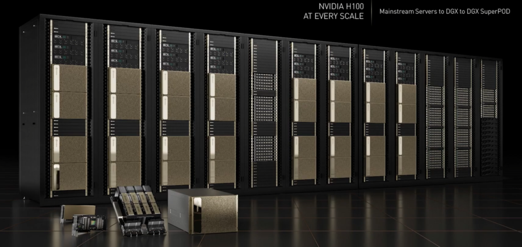 NVIDIA H100
AT EVERY SCALE
Mainstream Servers to DGX to DGX SuperPOD